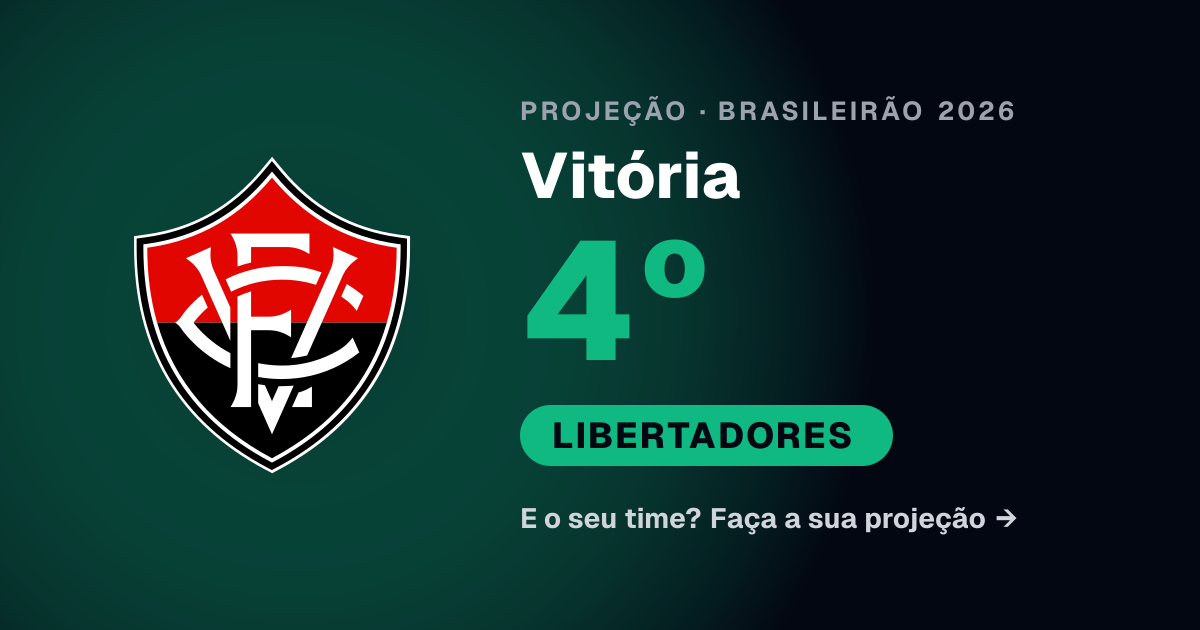 PROJEÇÃO · BRASILEIRÃO 2026
Vitória
4º
LIBERTADORES
E o seu time? Faça a sua projeção →